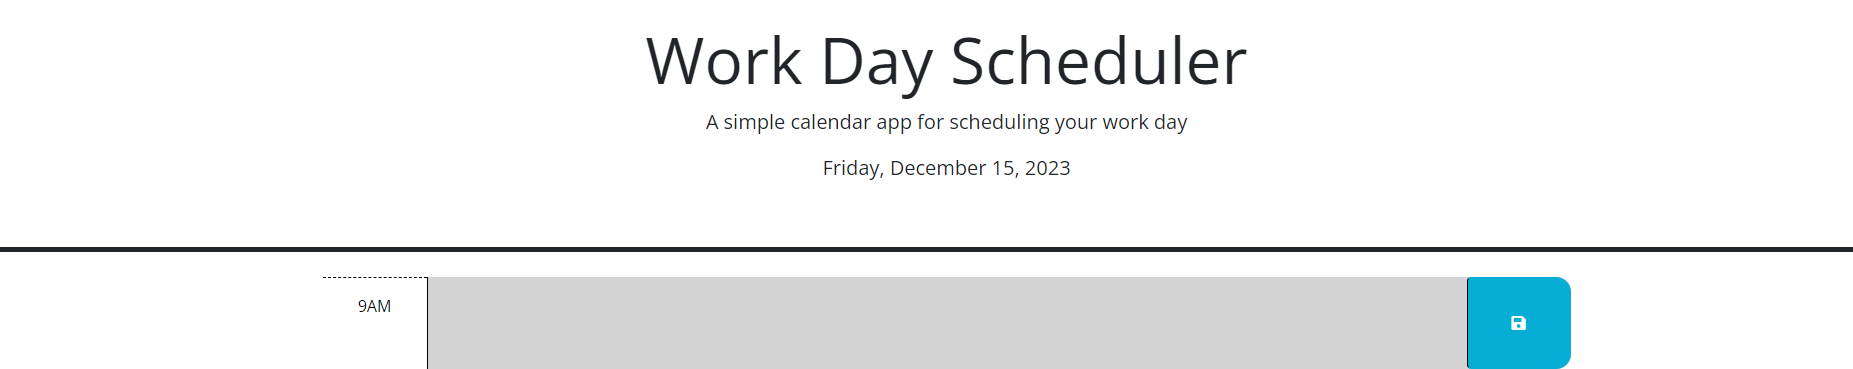 Work Day Scheduler
A simple calendar app for scheduling your work day
Friday, December 15, 2023
9AM